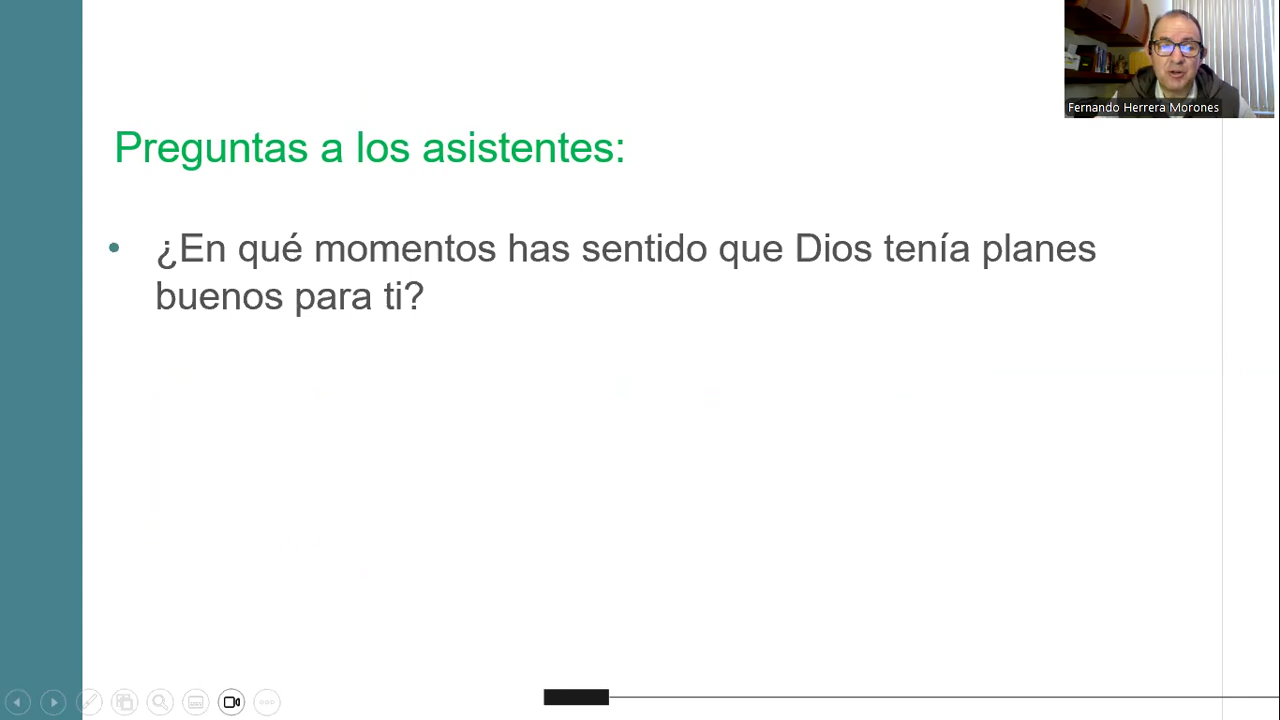 Fernando Herrera Morones
Preguntas a los asistentes:
• ¿En qué momentos has sentido que Dios tenía planes
buenos para ti?